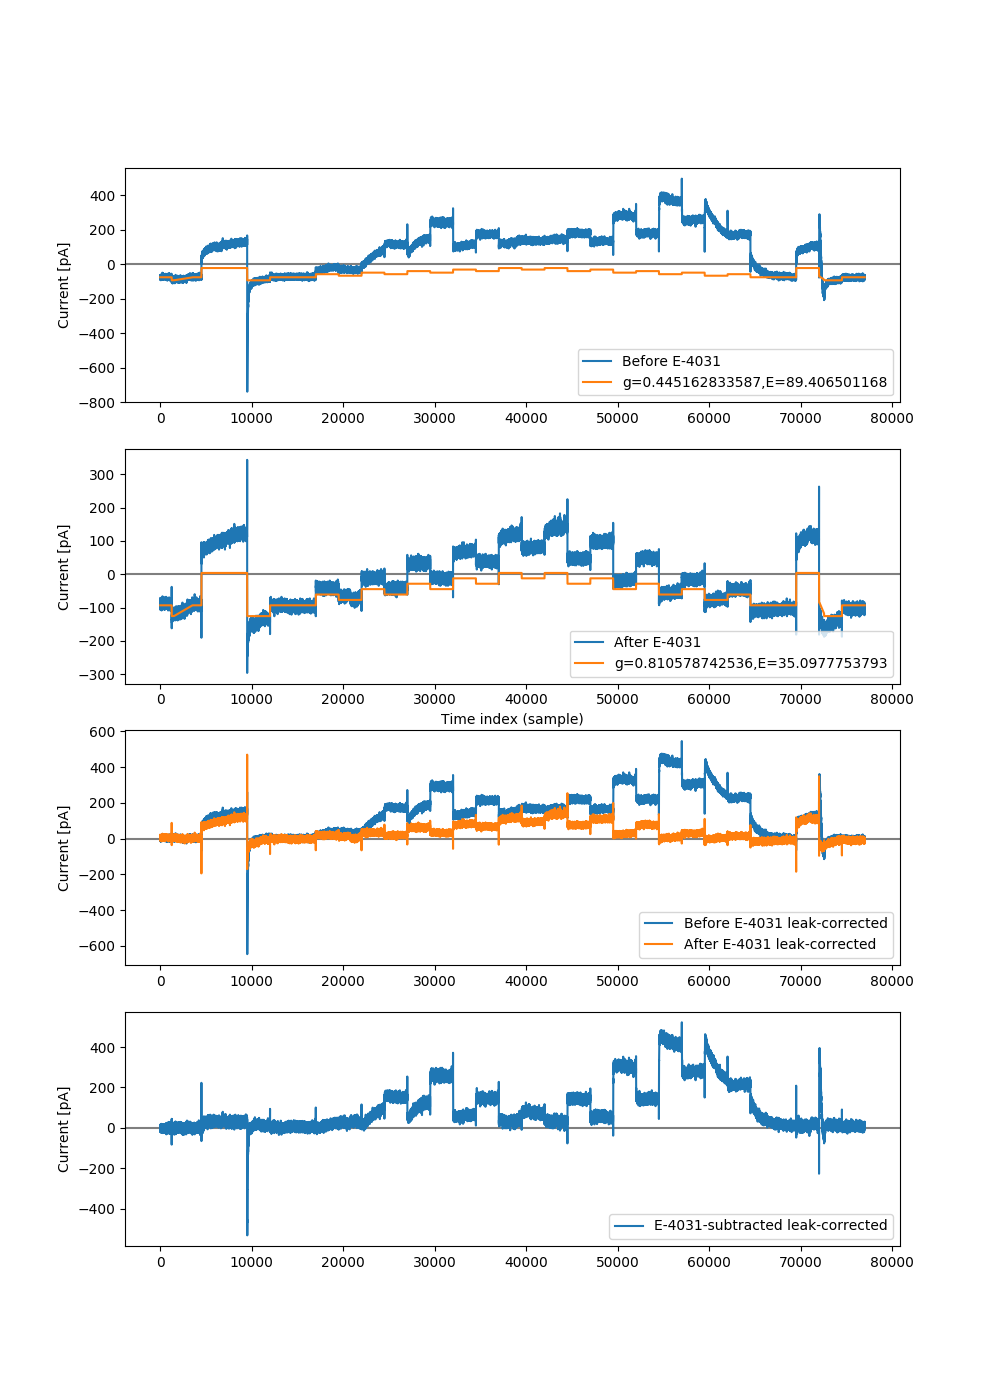 400
200
0
−200
−400
−600
−800
Current [pA]
Before E-4031
g=0.445162833587,E=89.406501168
0 10000 20000 30000 40000 50000 60000 70000 80000
300
200
100
0
−100
−200
−300
Current [pA]
After E-4031
g=0.810578742536,E=35.0977753793
0 10000 20000 30000 40000 50000 60000 70000 80000
Time index (sample)
600
400
200
0
−200
−400
−600
Current [pA]
Before E-4031 leak-corrected
After E-4031 leak-corrected
0 10000 20000 30000 40000 50000 60000 70000 80000
400
200
0
−200
−400
Current [pA]
E-4031-subtracted leak-corrected
0 10000 20000 30000 40000 50000 60000 70000 80000